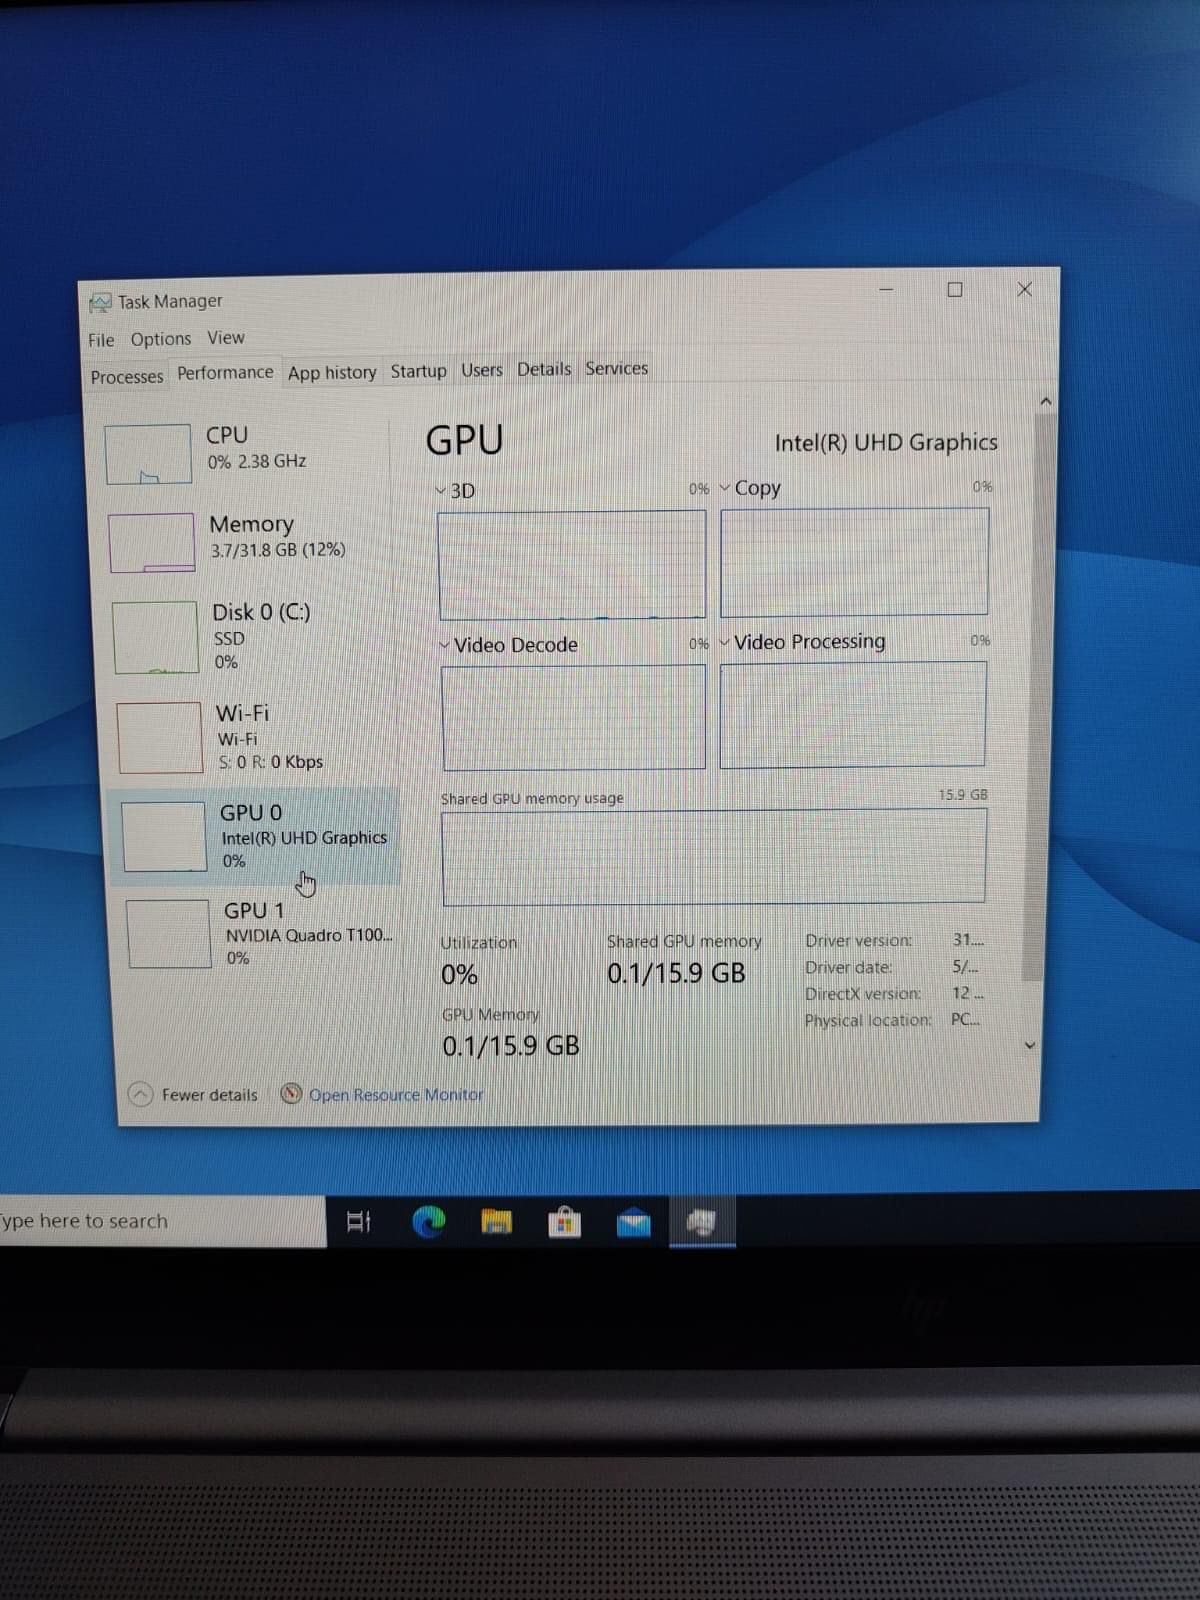 Task Manager
File Options View
Processes Performance App history Startup Users Details Services
CPU
0% 2.38 GHz
Memory
3.7/31.8 GB (12%)
Disk 0 (C:)
SSD
0%
Wi-Fi
Wi-Fi
S: 0 R: 0 Kbps
GPU 0
Intel(R) UHD Graphics
0%
GPU 1
NVIDIA Quadro T100...
0%
GPU Intel(R) UHD Graphics
3D 0% Copy 0%
Video Decode 0% Video Processing 0%
Shared GPU memory usage 15.9 GB
Utilization
0%
Shared GPU memory
0.1/15.9 GB
GPU Memory
0.1/15.9 GB
Driver version: 31....
Driver date: 5/...
DirectX version: 12 ...
Physical location: PC...
Fewer details Open Resource Monitor
ype here to search
hp